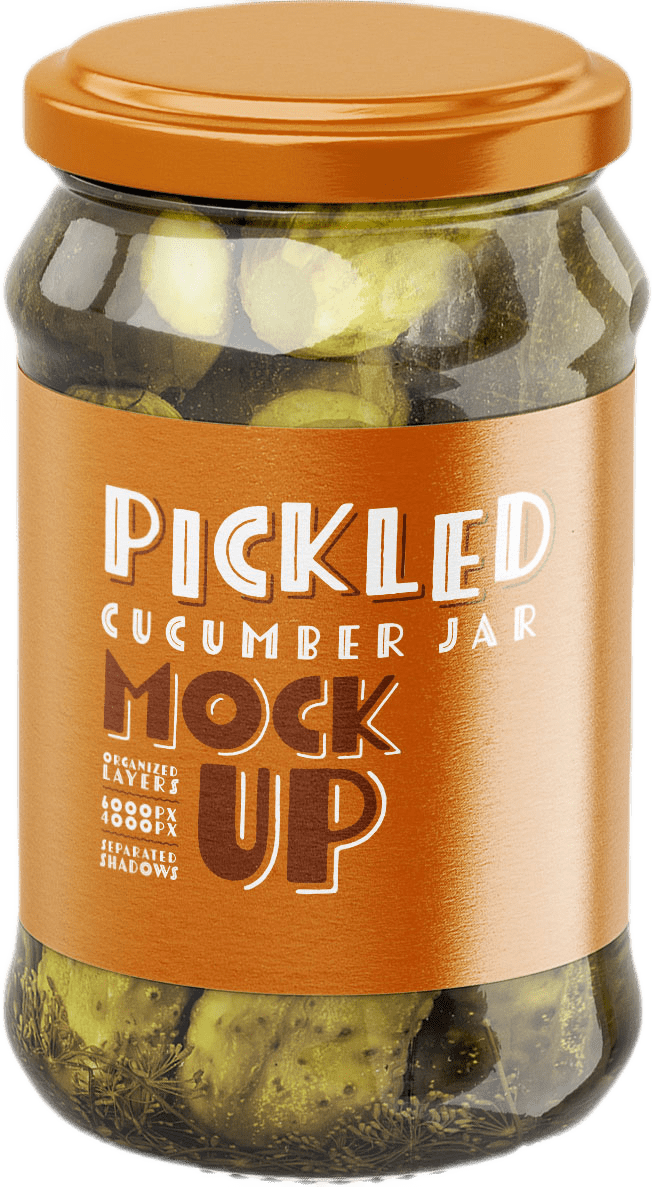 PICKLED
CUCUMBER JAR
MOCK
UP
ORGANIZED
LAYERS
6000PX
4000PX
SEPARATED
SHADOWS